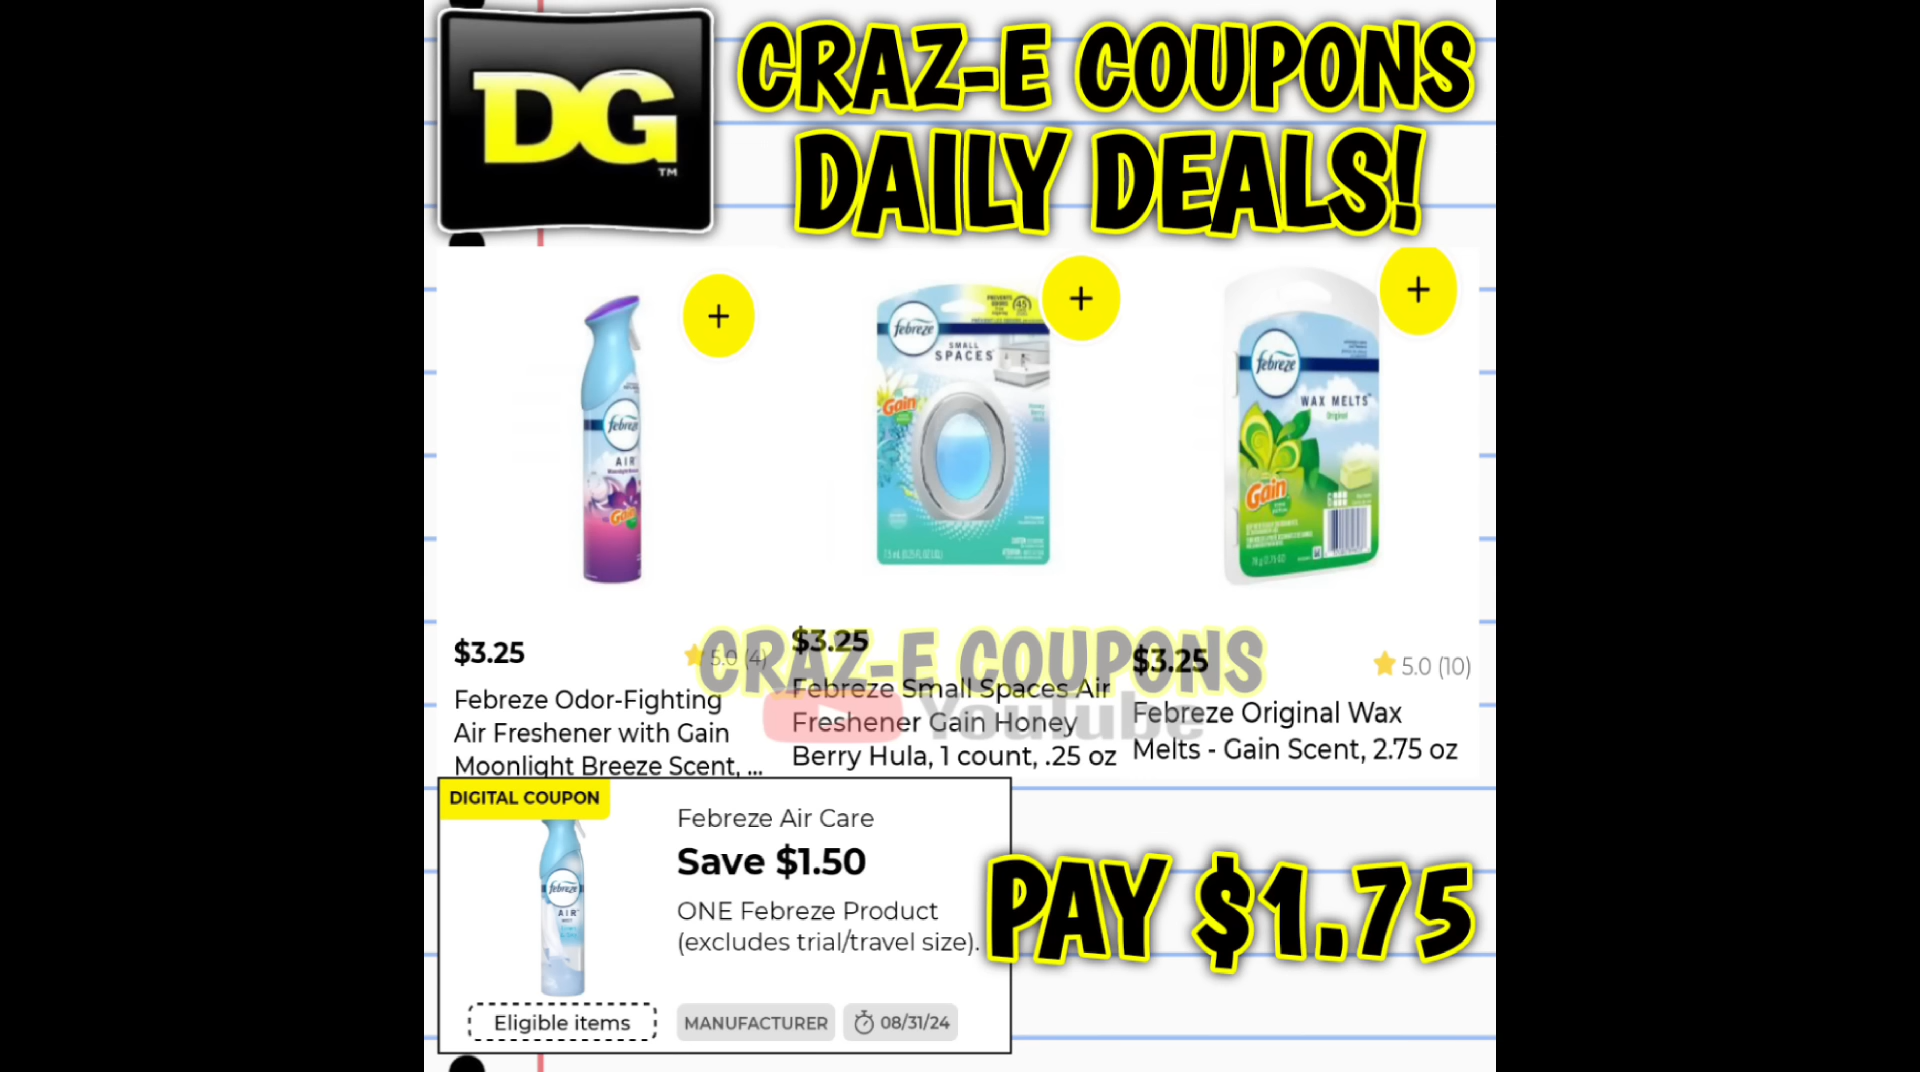 DG
TM
CRAZ-E COUPONS
DAILY DEALS!
+
+
+
febreze
AIR
Gain
febreze
SMALL
SPACES
Gain
febreze
WAX MELTS
Original
Gain
$3.25
5.0 (4)
Febreze Odor-Fighting
Air Freshener with Gain
Moonlight Breeze Scent, ...
$3.25
Febreze Small Spaces Air
Freshener Gain Honey
Berry Hula, 1 count, .25 oz
$3.25
5.0 (10)
Febreze Original Wax
Melts - Gain Scent, 2.75 oz
CRAZ-E COUPONS
YouTube
DIGITAL COUPON
febreze
AIR
Febreze Air Care
Save $1.50
ONE Febreze Product
(excludes trial/travel size).
Eligible items
MANUFACTURER
08/31/24
PAY $1.75